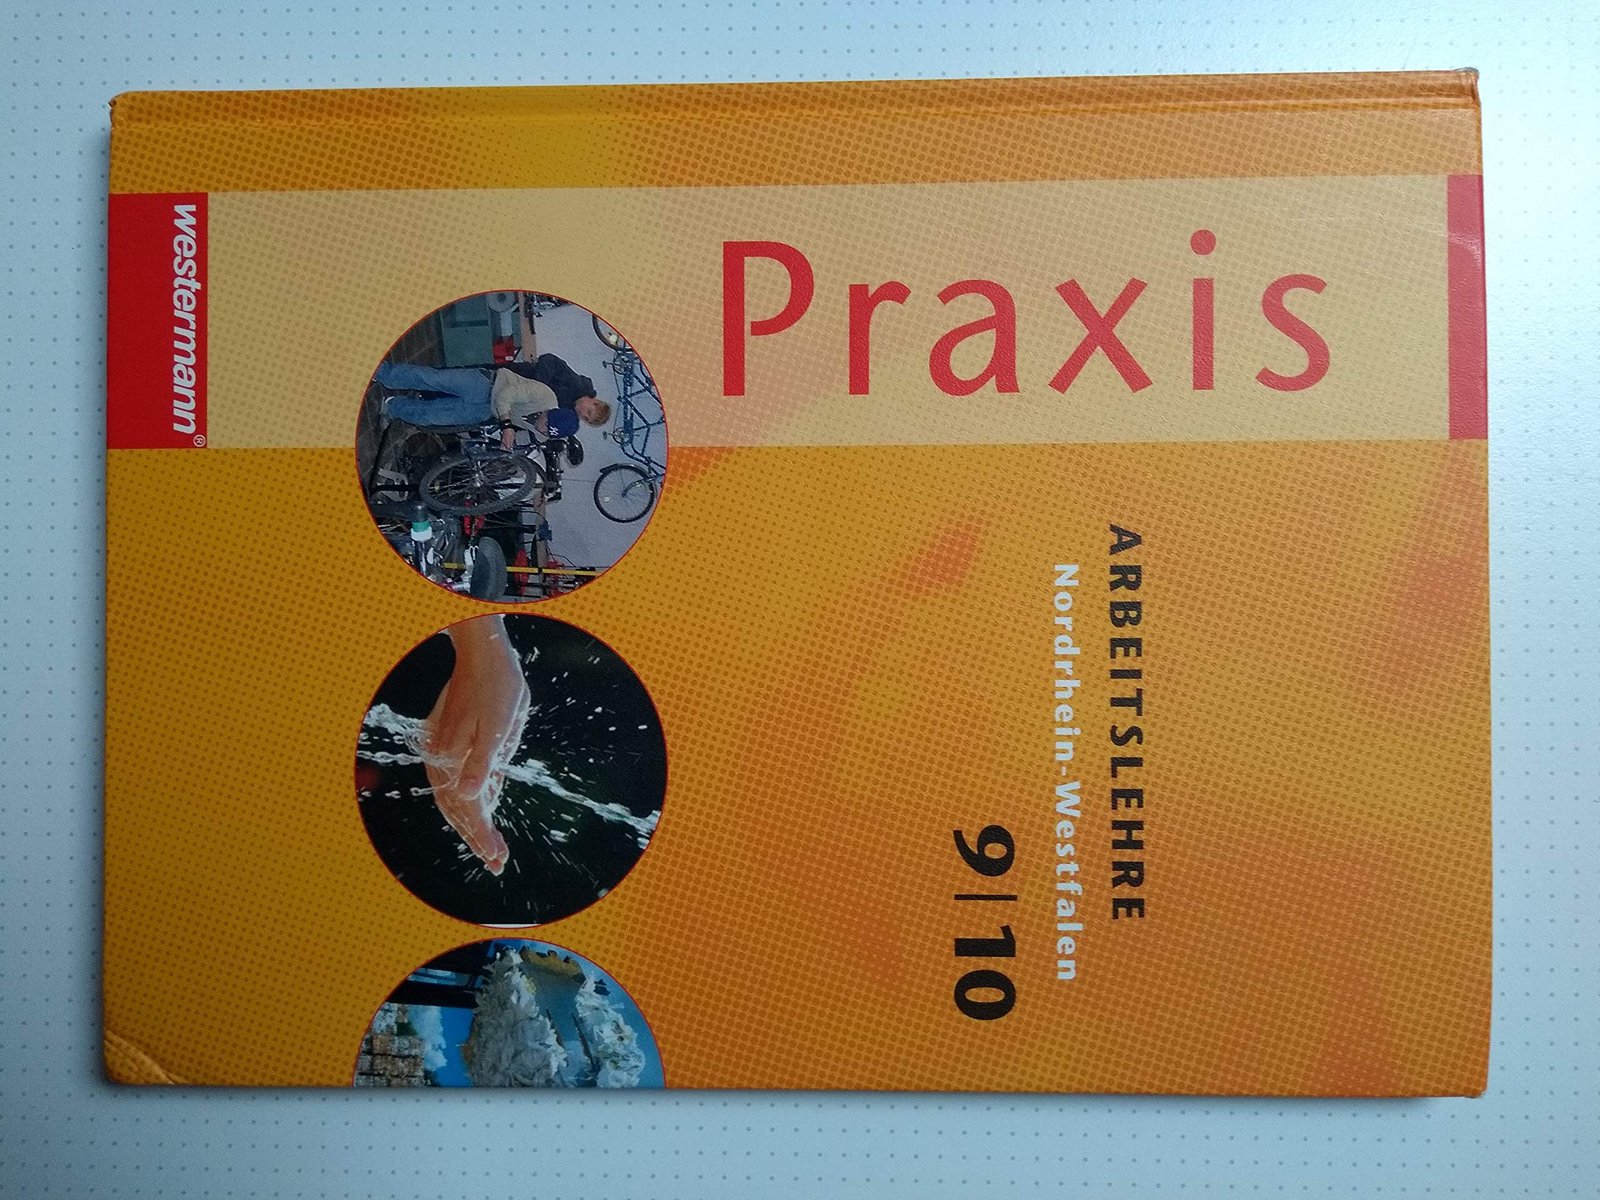 Praxis
ARBEITSLEHRE
Nordrhein-Westfalen
9|10
westermann®